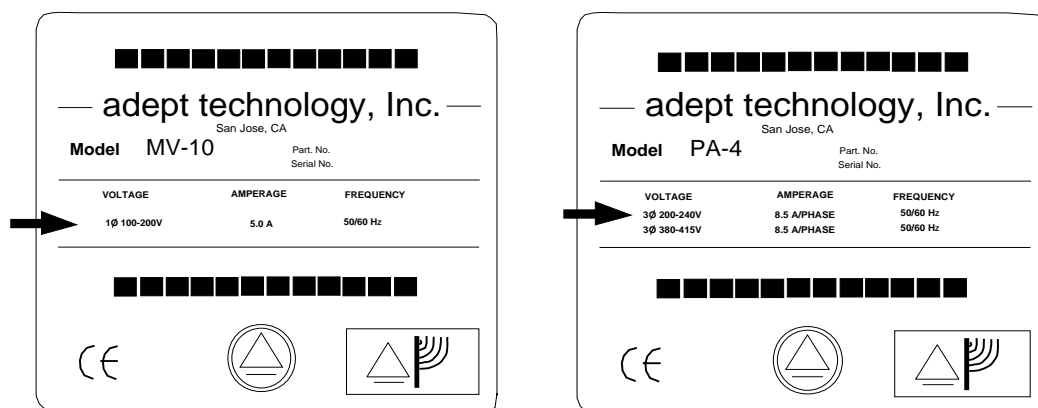 adept technology, Inc.
San Jose, CA
Model MV-10
Part. No.
Serial No.
VOLTAGE AMPERAGE FREQUENCY
1Ø 100-200V 5.0 A 50/60 Hz
CE
adept technology, Inc.
San Jose, CA
Model PA-4
Part. No.
Serial No.
VOLTAGE AMPERAGE FREQUENCY
3Ø 200-240V 8.5 A/PHASE 50/60 Hz
3Ø 380-415V 8.5 A/PHASE 50/60 Hz
CE